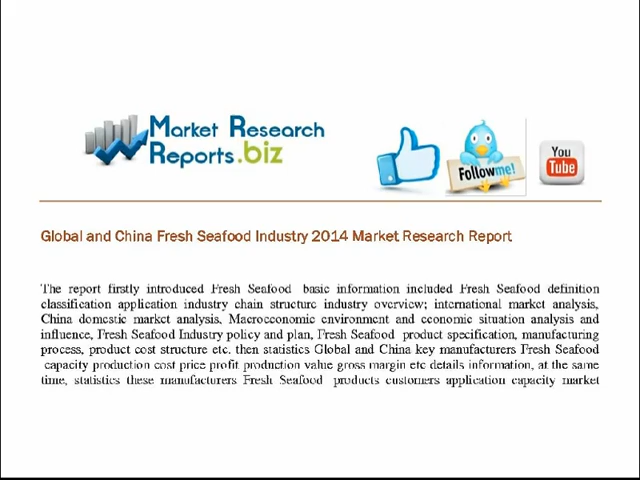 Market Research
Reports.biz
Follow me!
You
Tube
Global and China Fresh Seafood Industry 2014 Market Research Report
The report firstly introduced Fresh Seafood basic information included Fresh Seafood definition
classification application industry chain structure industry overview; international market analysis,
China domestic market analysis, Macroeconomic environment and economic situation analysis and
influence, Fresh Seafood Industry policy and plan, Fresh Seafood product specification, manufacturing
process, product cost structure etc. then statistics Global and China key manufacturers Fresh Seafood
capacity production cost price profit production value gross margin etc details information, at the same
time, statistics these manufacturers Fresh Seafood products customers application capacity market